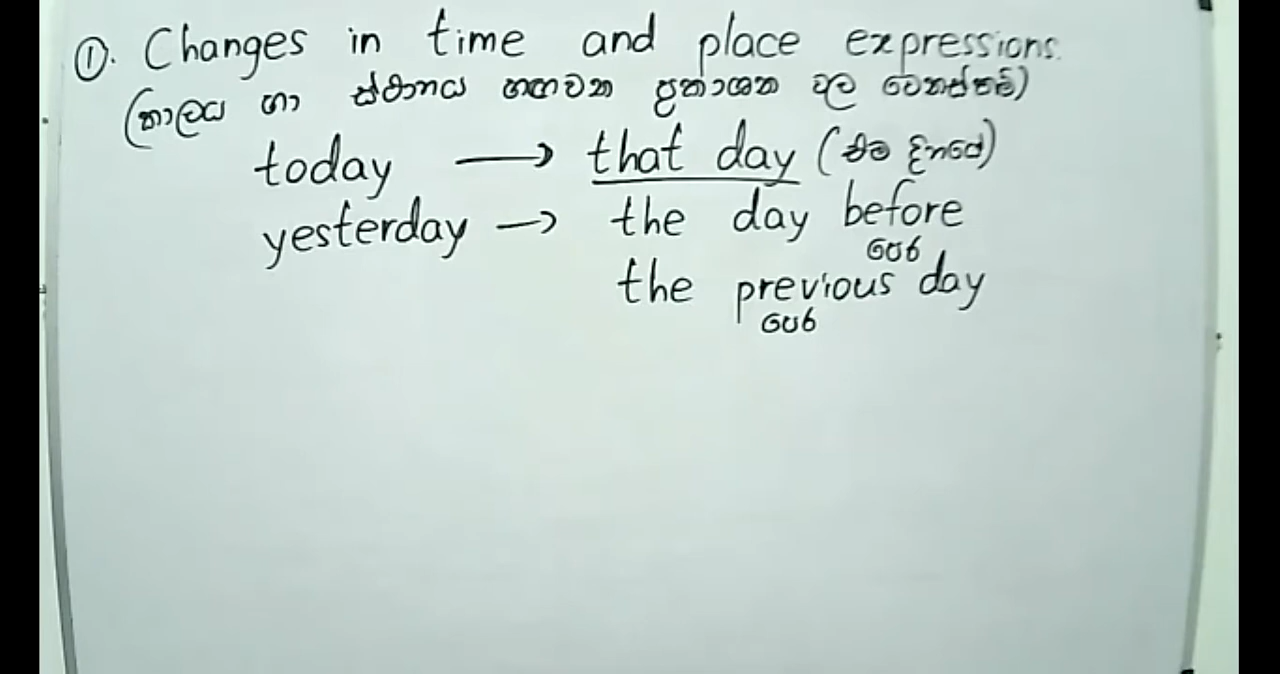 ①. Changes in time and place expressions.
(කාලය හා ස්ථානය හඟවන ප්‍රකාශන වල වෙනස්කම්)
today → that day (එම දිනයේ)
yesterday → the day before
පෙර
the previous day
පෙර